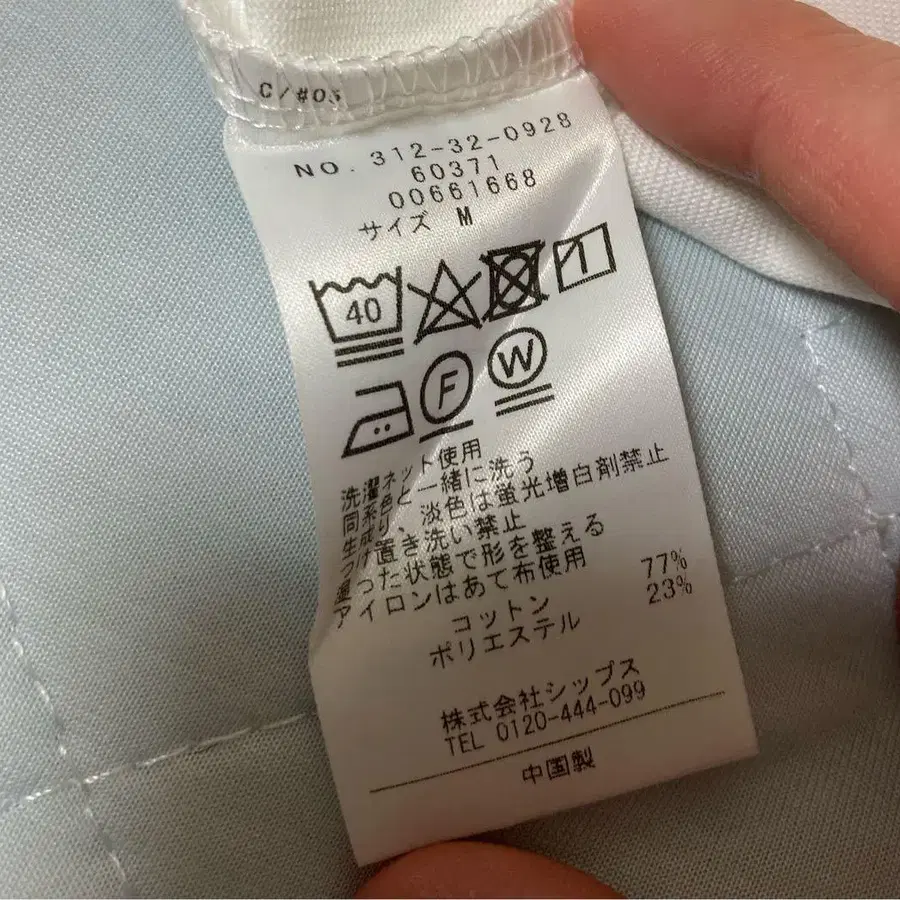 C/#05
NO. 312-32-0928
60371
00661668
サイズ M
40
F
W
洗濯ネット使用
同系色と一緒に洗う
生成り、淡色は蛍光増白剤禁止
つけ置き洗い禁止
湿った状態で形を整える
アイロンはあて布使用
コットン 77%
ポリエステル 23%
株式会社シップス
TEL 0120-444-099
中国製